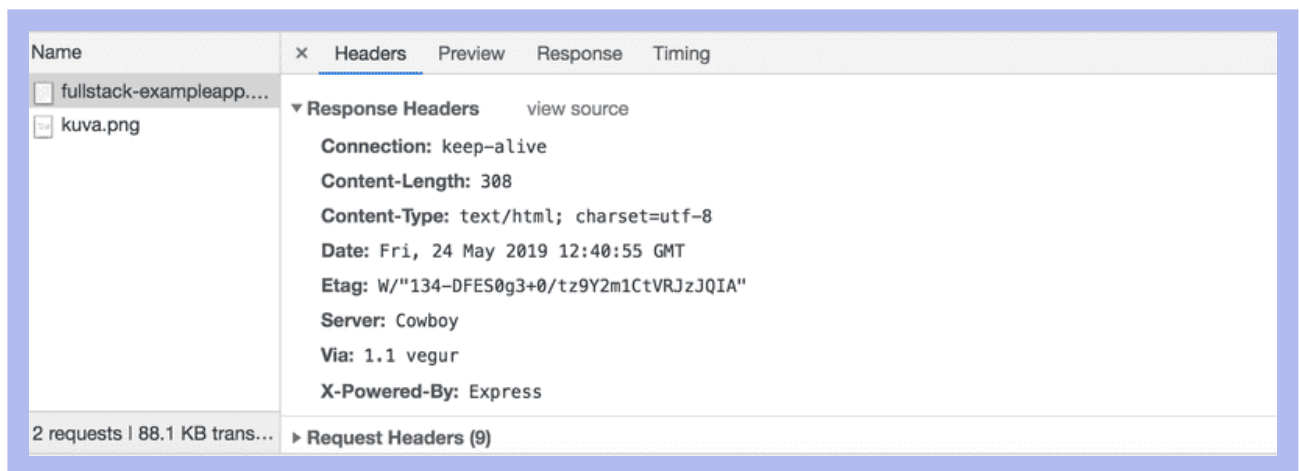 Name
× Headers Preview Response Timing
fullstack-exampleapp....
kuva.png
▼ Response Headers view source
Connection: keep-alive
Content-Length: 308
Content-Type: text/html; charset=utf-8
Date: Fri, 24 May 2019 12:40:55 GMT
Etag: W/"134-DFES0g3+0/tz9Y2m1CtVRJzJQIA"
Server: Cowboy
Via: 1.1 vegur
X-Powered-By: Express
2 requests | 88.1 KB trans...
▶ Request Headers (9)